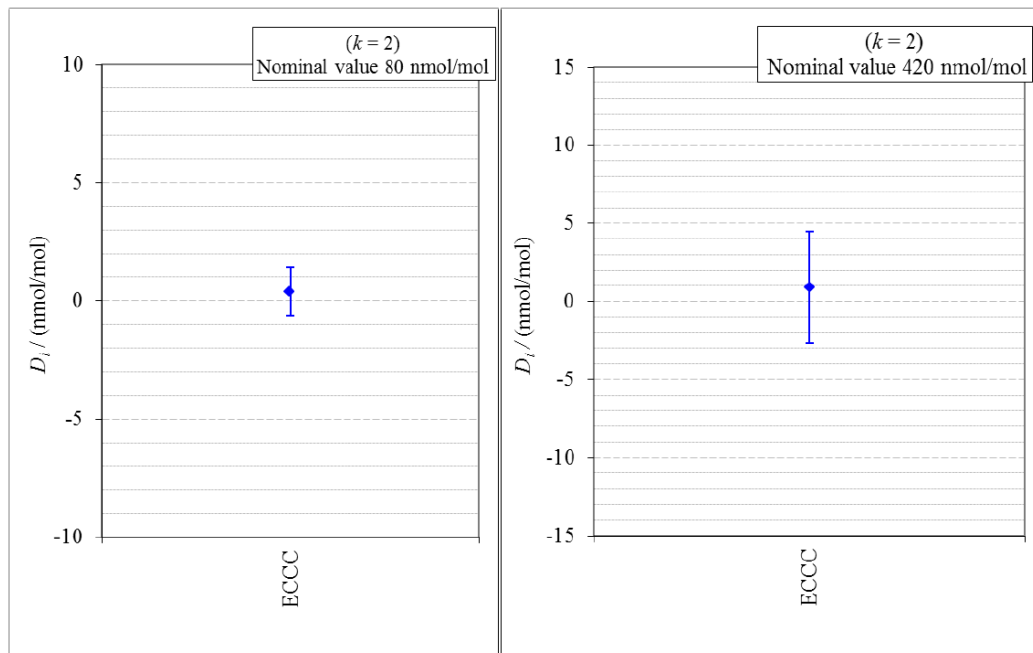 (k = 2)
Nominal value 80 nmol/mol
10
5
0
-5
-10
D_i / (nmol/mol)
ECCC
(k = 2)
Nominal value 420 nmol/mol
15
10
5
0
-5
-10
-15
D_i / (nmol/mol)
ECCC